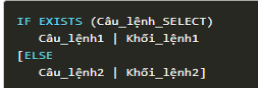 IF EXISTS (Câu_lệnh_SELECT)
Câu_lệnh1 | Khối_lệnh1
[ELSE
Câu_lệnh2 | Khối_lệnh2]